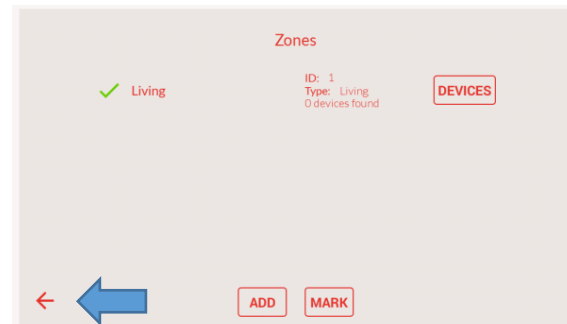 Zones
Living
ID: 1
Type: Living
0 devices found
DEVICES
ADD
MARK